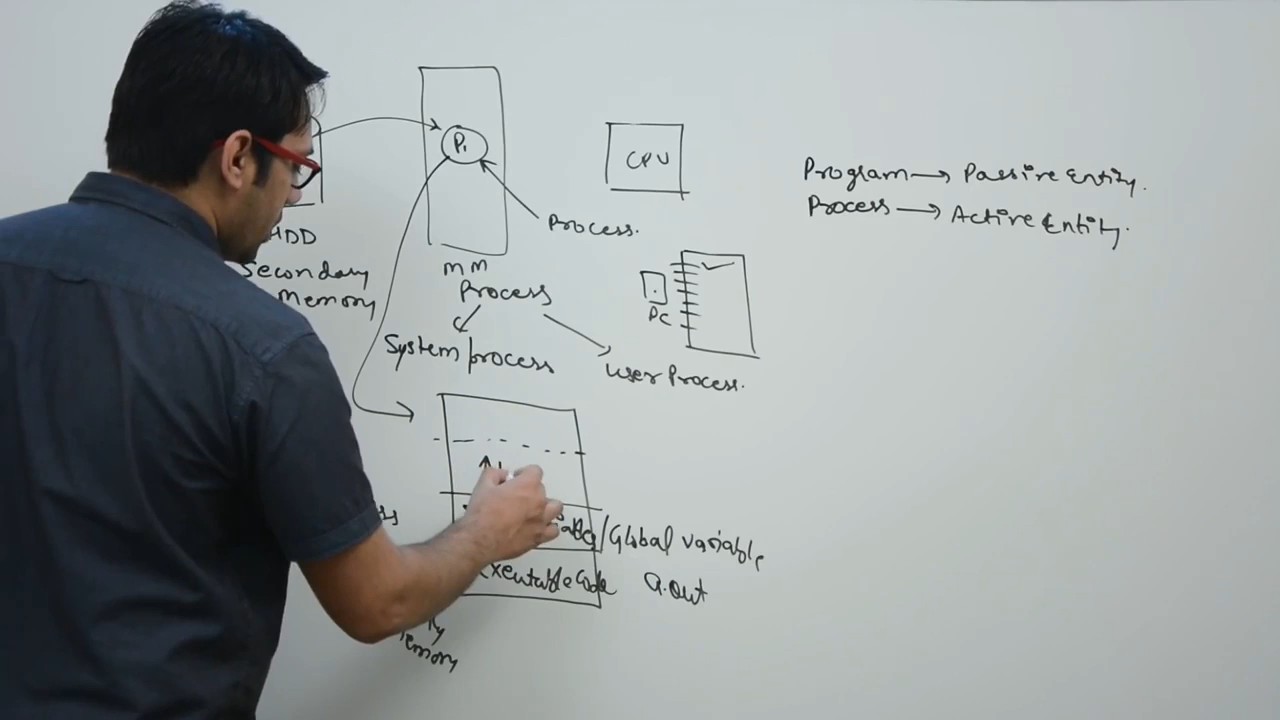 P1
CPU
Program → Passive Entity.
Process → Active Entity.
Process.
HDD
Secondary
Memory
MM
Process
PC
System process
User Process.
/Global variable
Executable Code a.out